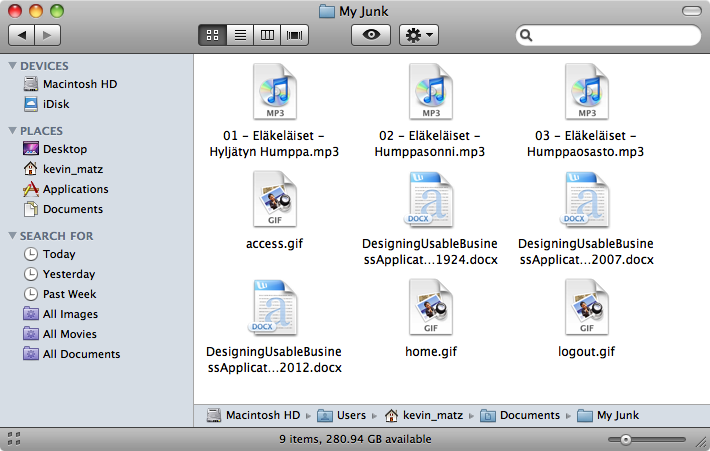 My Junk
DEVICES
Macintosh HD
iDisk
PLACES
Desktop
kevin_matz
Applications
Documents
SEARCH FOR
Today
Yesterday
Past Week
All Images
All Movies
All Documents
MP3
MP3
MP3
01 - Eläkeläiset -
Hyljätyn Humppa.mp3
02 - Eläkeläiset -
Humppasonni.mp3
03 - Eläkeläiset -
Humppaosasto.mp3
GIF
access.gif
DOCX
DesigningUsableBusine
ssApplicat...1924.docx
DOCX
DesigningUsableBusine
essApplicat...2007.docx
DOCX
DesigningUsableBusine
ssApplicat...2012.docx
GIF
home.gif
GIF
logout.gif
Macintosh HD Users kevin_matz Documents My Junk
9 items, 280.94 GB available